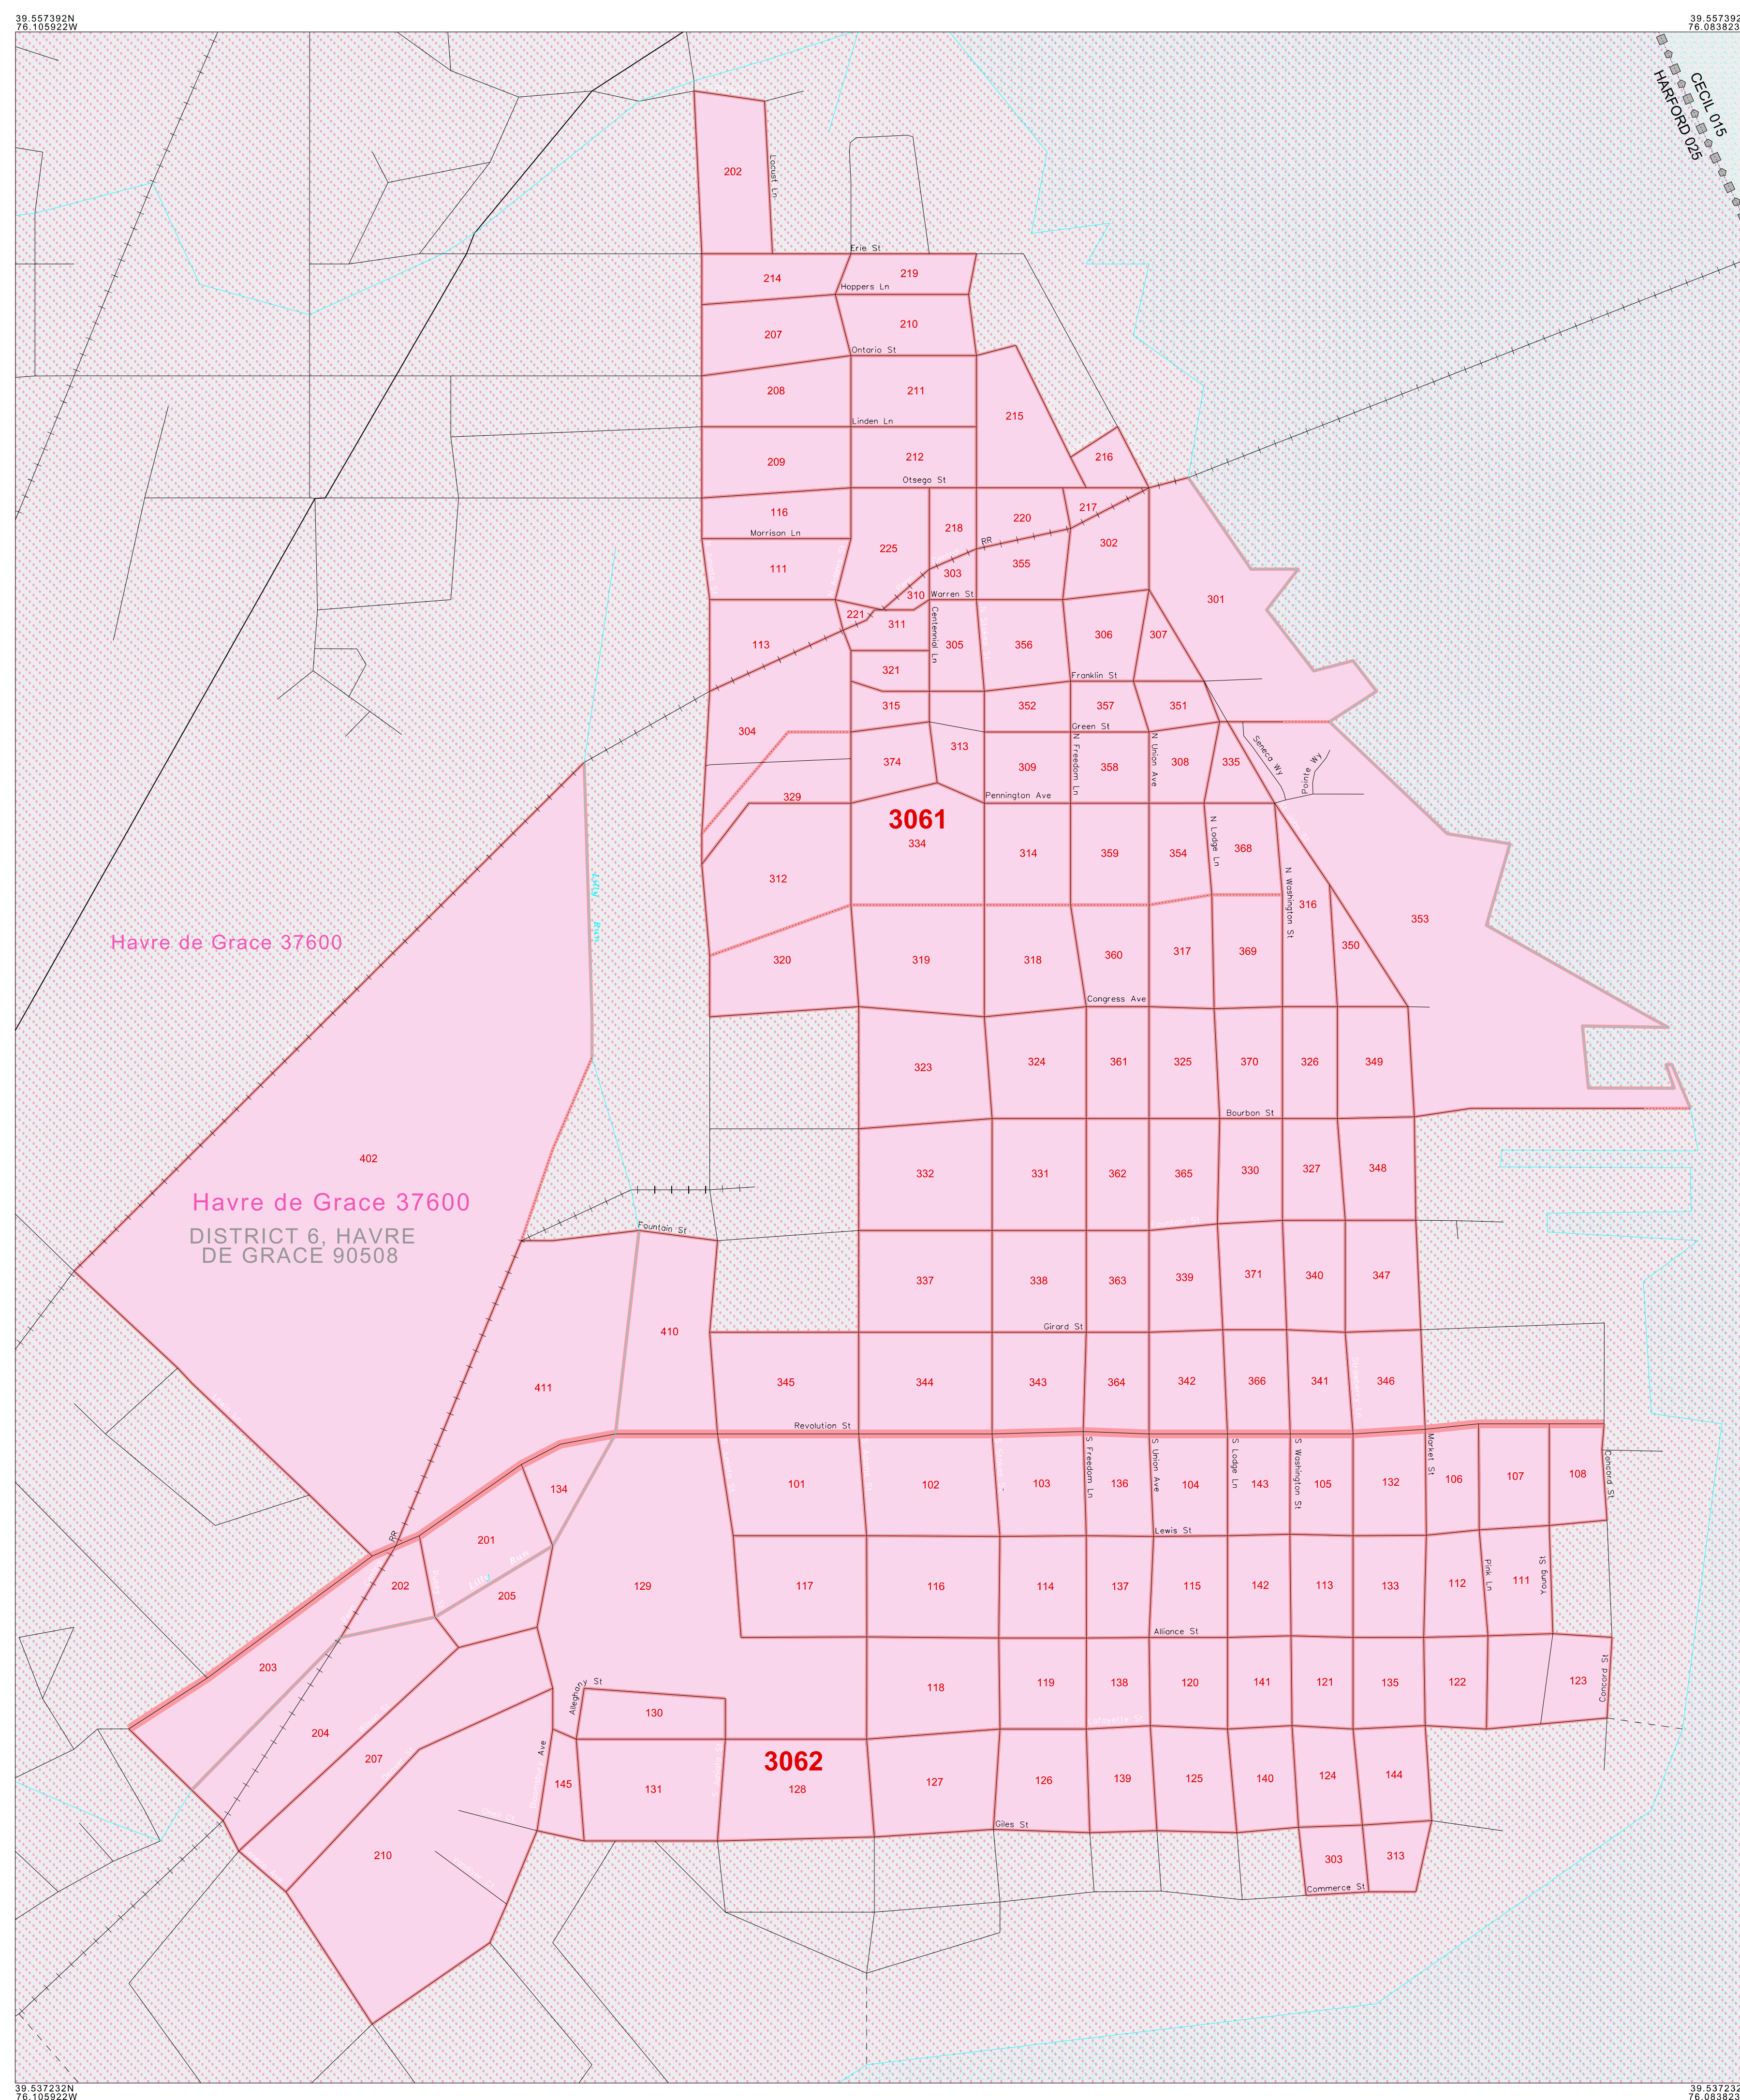 39.557392N
76.105922W
39.557392
76.083823
CECIL 015
HARFORD 025
Locust Ln
202
Erie St
214
219
Hoppers Ln
207
210
Ontario St
208
211
215
Linden Ln
209
212
216
Otsego St
116
225
218
220
217
Morrison Ln
RR
302
111
303
355
310
Warren St
301
221
311
Centennial Ln
113
305
356
306
307
321
Franklin St
315
352
357
351
304
Green St
313
N Freedom Ln
N Union Ave
Seneca Wy
Pointe Wy
374
309
358
308
335
329
Pennington Ave
3061
334
N Lodge Ln
314
359
354
368
312
N Washington St
316
353
Lilly Run
Havre de Grace 37600
320
319
318
360
317
369
350
Congress Ave
323
324
361
325
370
326
349
Bourbon St
402
332
331
362
365
330
327
348
Havre de Grace 37600
DISTRICT 6, HAVRE
DE GRACE 90508
Fountain St
337
338
363
339
371
340
347
410
Girard St
411
345
344
343
364
342
366
341
346
Revolution St
S Freedom Ln
S Union Ave
S Lodge Ln
S Washington St
Market St
Concord St
134
101
102
103
136
104
143
105
132
106
107
108
RR
201
Lewis St
Lilly Run
202
205
129
117
116
114
137
115
142
113
133
112
Pink Ln
111
Young St
Alliance St
203
Alleghany St
118
119
138
120
141
121
135
122
123
Concord St
204
130
Lafayette St
207
3062
145
131
128
127
126
139
125
140
124
144
Giles St
210
303
313
Commerce St
39.537232N
76.105922W
39.537232
76.083823